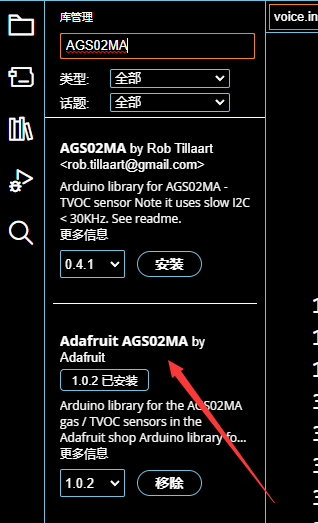 库管理
voice.in
AGS02MA
类型:
全部
话题:
全部
AGS02MA by Rob Tillaart
<rob.tillaart@gmail.com>
Arduino library for AGS02MA -
TVOC sensor Note it uses slow I2C
< 30KHz. See readme.
更多信息
0.4.1
安装
Adafruit AGS02MA by
Adafruit
1.0.2 已安装
Arduino library for the AGS02MA
gas / TVOC sensors in the
Adafruit shop Arduino library fo...
更多信息
1.0.2
移除